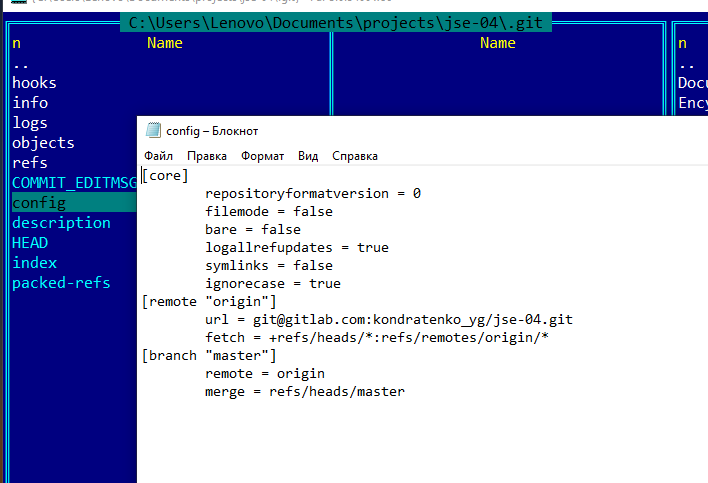 C:\Users\Lenovo\Documents\projects\jse-04\.git
n Name Name n
.. ..
hooks Docu
info Ency
logs
objects
refs
COMMIT_EDITMSG
config
description
HEAD
index
packed-refs
config – Блокнот
Файл Правка Формат Вид Справка
[core]
repositoryformatversion = 0
filemode = false
bare = false
logallrefupdates = true
symlinks = false
ignorecase = true
[remote "origin"]
url = git@gitlab.com:kondratenko_yg/jse-04.git
fetch = +refs/heads/*:refs/remotes/origin/*
[branch "master"]
remote = origin
merge = refs/heads/master